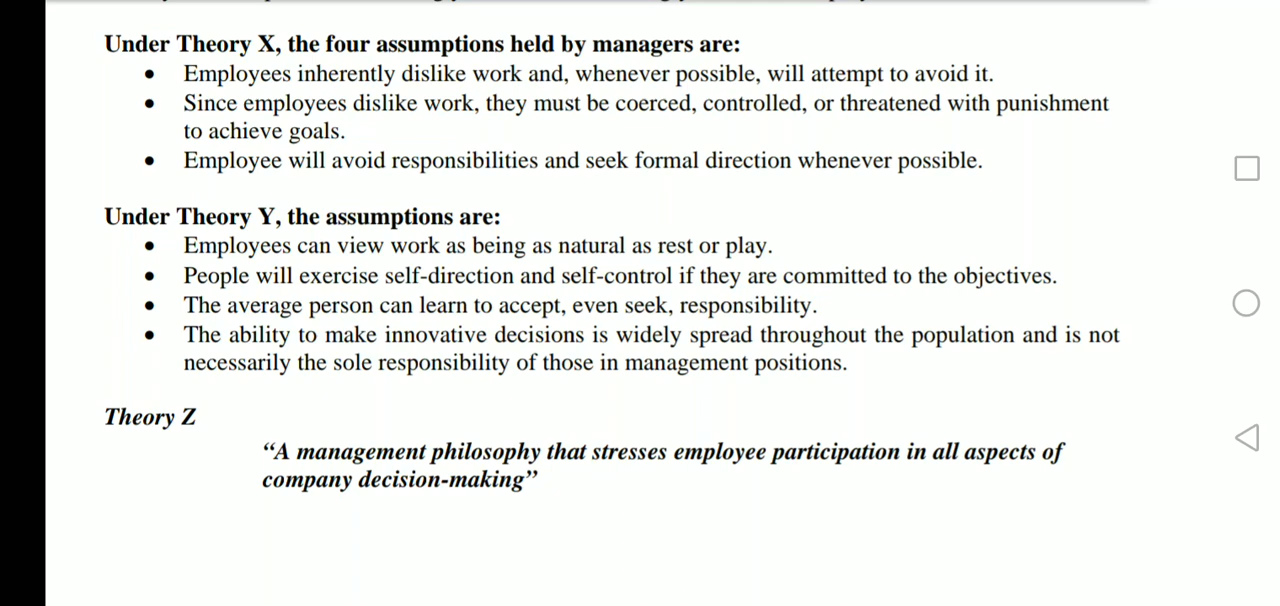 Under Theory X, the four assumptions held by managers are:
• Employees inherently dislike work and, whenever possible, will attempt to avoid it.
• Since employees dislike work, they must be coerced, controlled, or threatened with punishment
to achieve goals.
• Employee will avoid responsibilities and seek formal direction whenever possible.
Under Theory Y, the assumptions are:
• Employees can view work as being as natural as rest or play.
• People will exercise self-direction and self-control if they are committed to the objectives.
• The average person can learn to accept, even seek, responsibility.
• The ability to make innovative decisions is widely spread throughout the population and is not
necessarily the sole responsibility of those in management positions.
Theory Z
“A management philosophy that stresses employee participation in all aspects of
company decision-making”